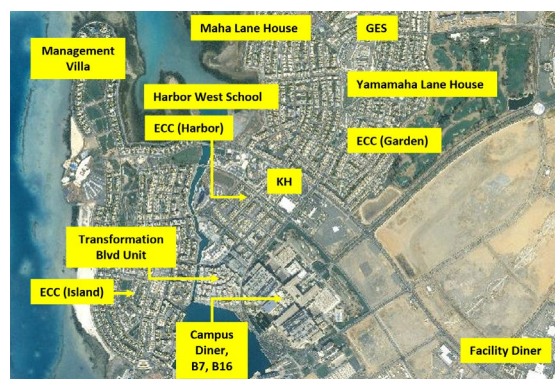 Maha Lane House
GES
Management
Villa
Yamamaha Lane House
Harbor West School
ECC (Harbor)
ECC (Garden)
KH
Transformation
Blvd Unit
ECC (Island)
Campus
Diner,
B7, B16
Facility Diner